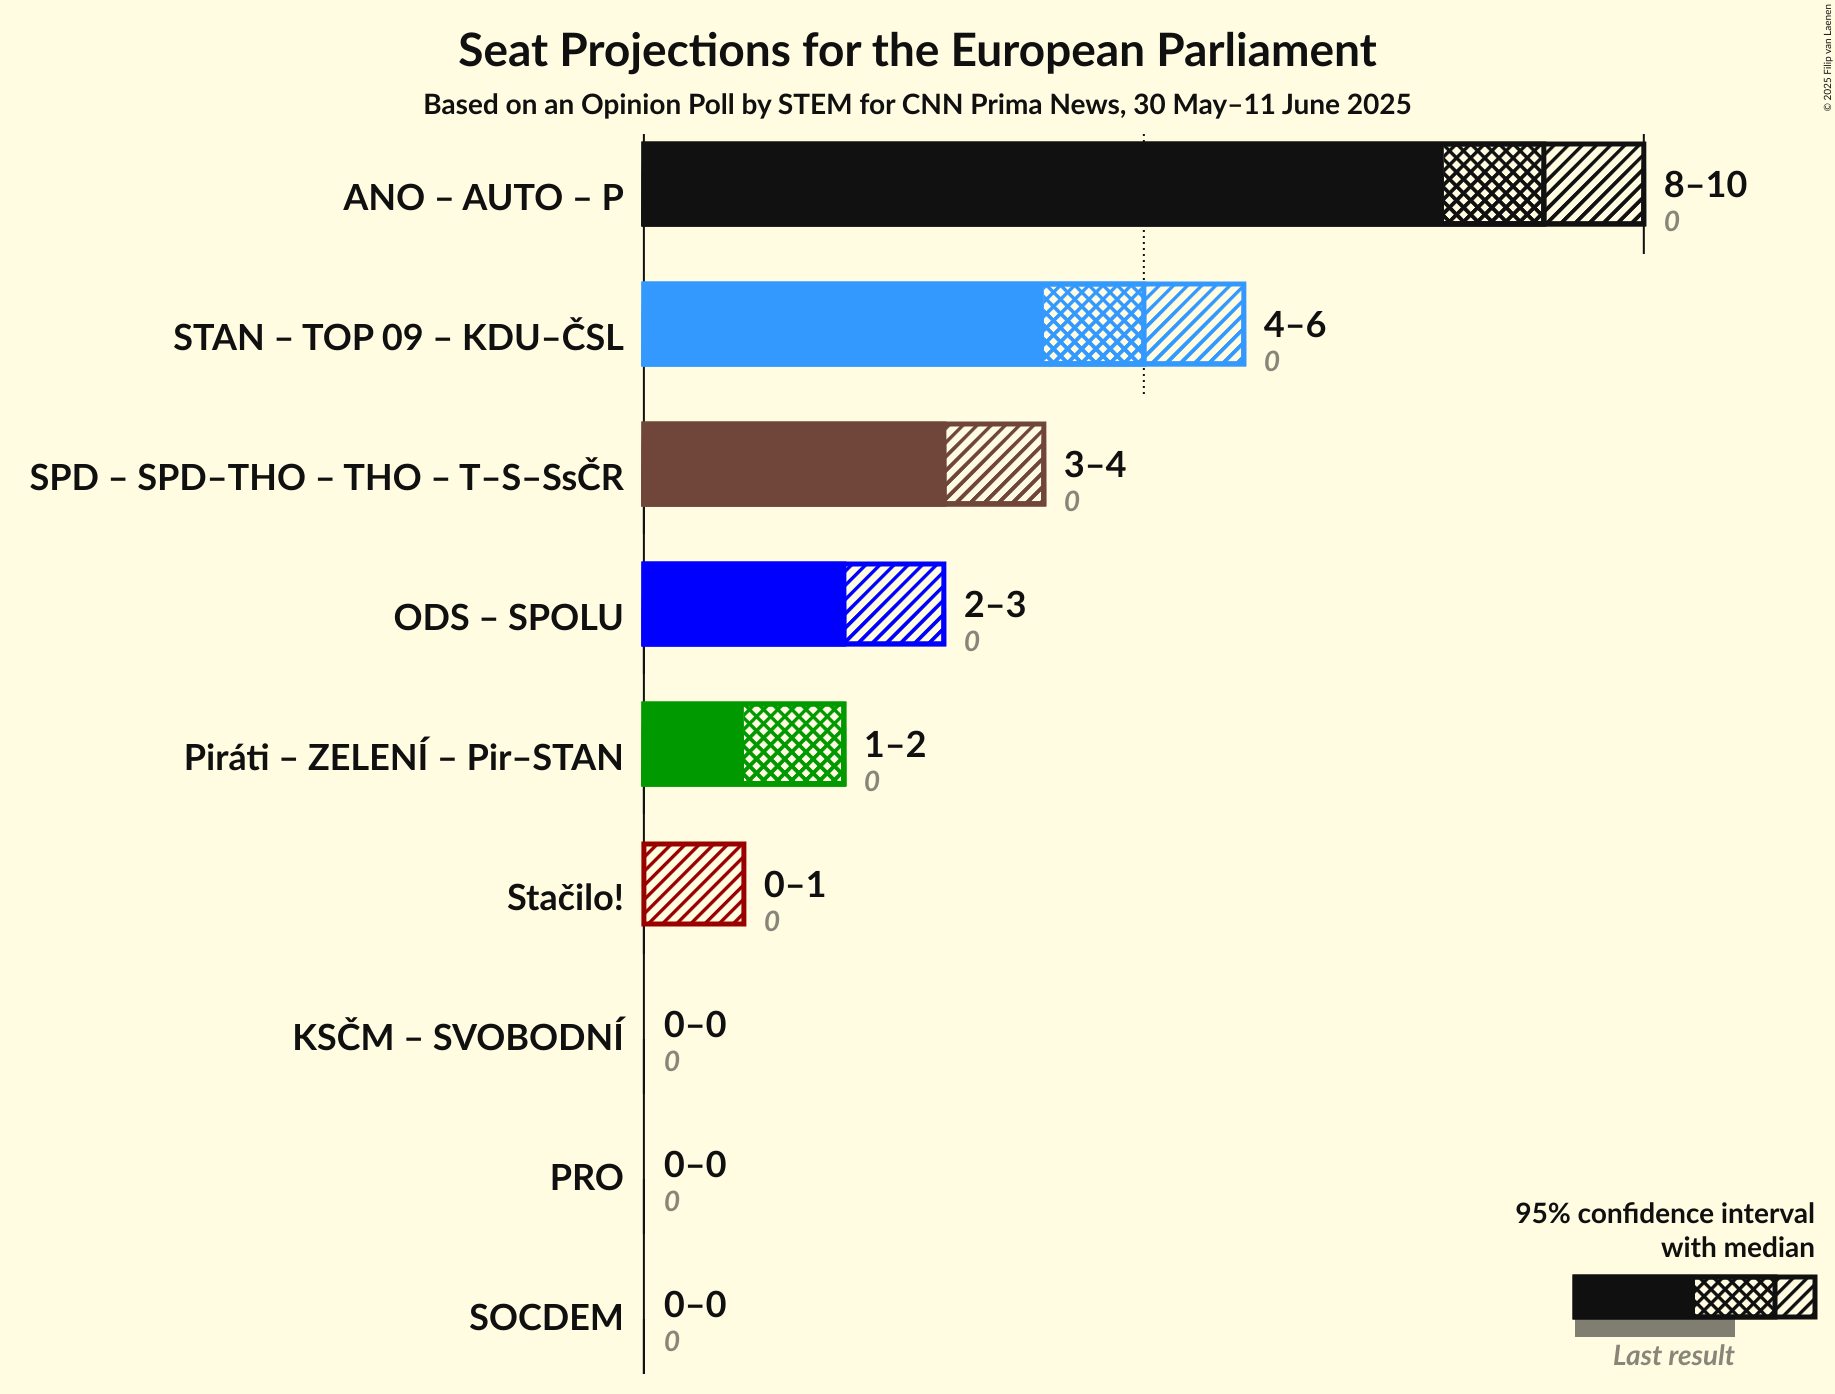 Seat Projections for the European Parliament
Based on an Opinion Poll by STEM for CNN Prima News, 30 May–11 June 2025
© 2025 Filip van Laenen
ANO – AUTO – P
8–10
0
STAN – TOP 09 – KDU–ČSL
4–6
0
SPD – SPD–THO – THO – T–S–SsČR
3–4
0
ODS – SPOLU
2–3
0
Piráti – ZELENÍ – Pir–STAN
1–2
0
Stačilo!
0–1
0
KSČM – SVOBODNÍ
0–0
0
PRO
0–0
0
SOCDEM
0–0
0
95% confidence interval
with median
Last result